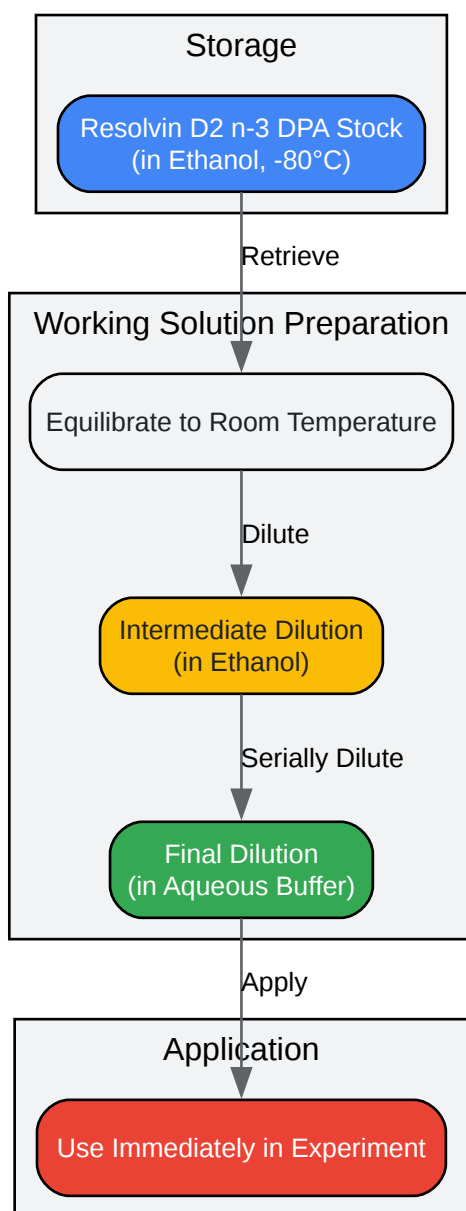 Storage
Resolvin D2 n-3 DPA Stock
(in Ethanol, -80°C)
Retrieve
Working Solution Preparation
Equilibrate to Room Temperature
Dilute
Intermediate Dilution
(in Ethanol)
Serially Dilute
Final Dilution
(in Aqueous Buffer)
Apply
Application
Use Immediately in Experiment